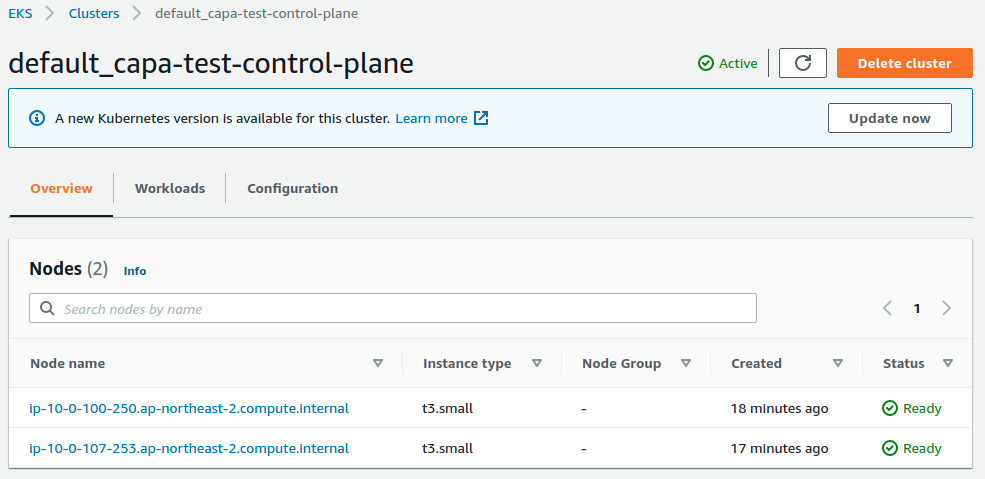 EKS > Clusters > default_capa-test-control-plane
default_capa-test-control-plane Active Delete cluster
A new Kubernetes version is available for this cluster. Learn more Update now
Overview Workloads Configuration
Nodes (2) Info
Search nodes by name 1
Node name Instance type Node Group Created Status
ip-10-0-100-250.ap-northeast-2.compute.internal t3.small - 18 minutes ago Ready
ip-10-0-107-253.ap-northeast-2.compute.internal t3.small - 17 minutes ago Ready